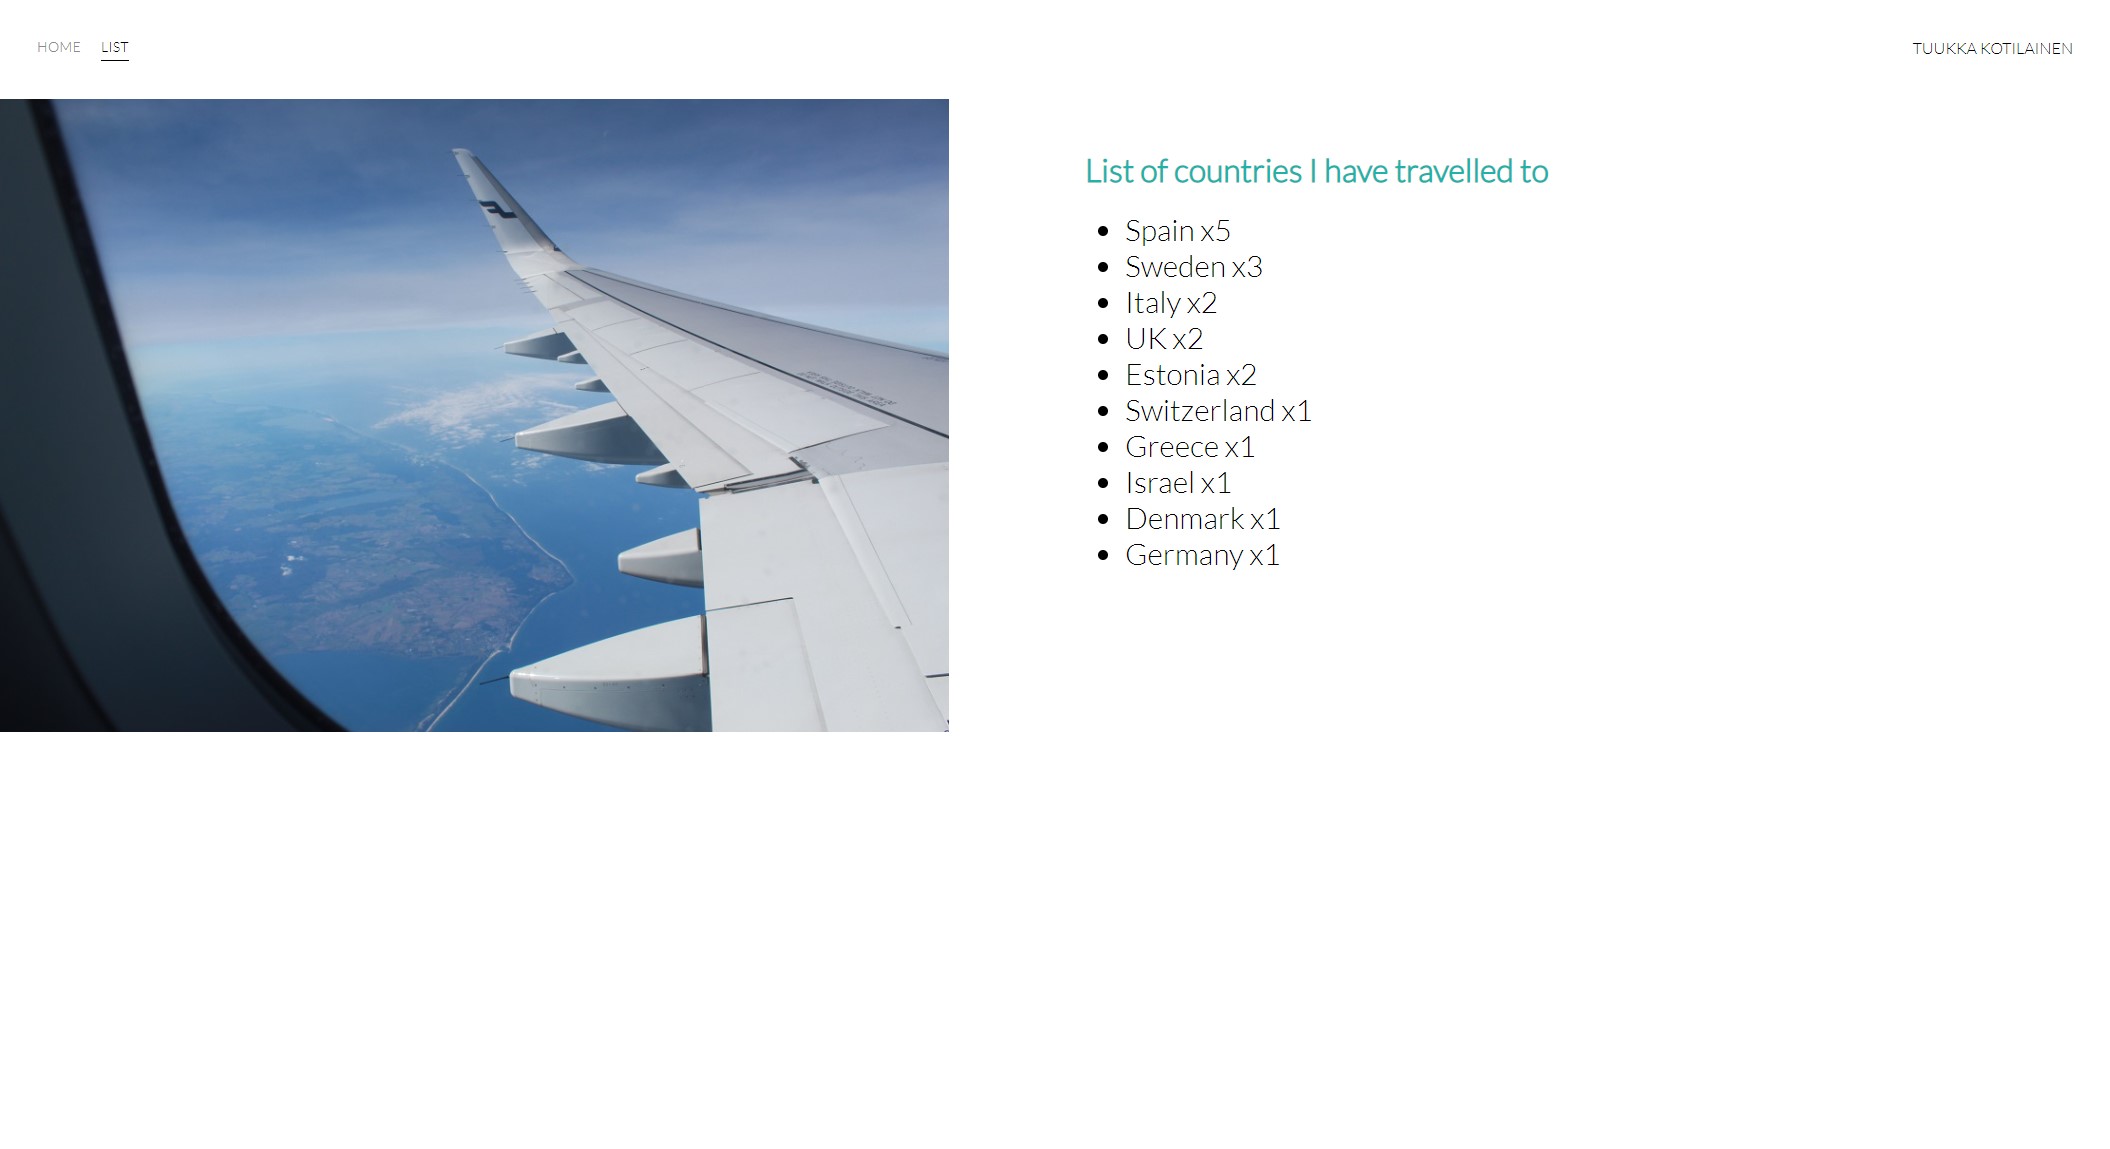 HOME LIST
TUUKKA KOTILAINEN
List of countries I have travelled to
Spain x5
Sweden x3
Italy x2
UK x2
Estonia x2
Switzerland x1
Greece x1
Israel x1
Denmark x1
Germany x1